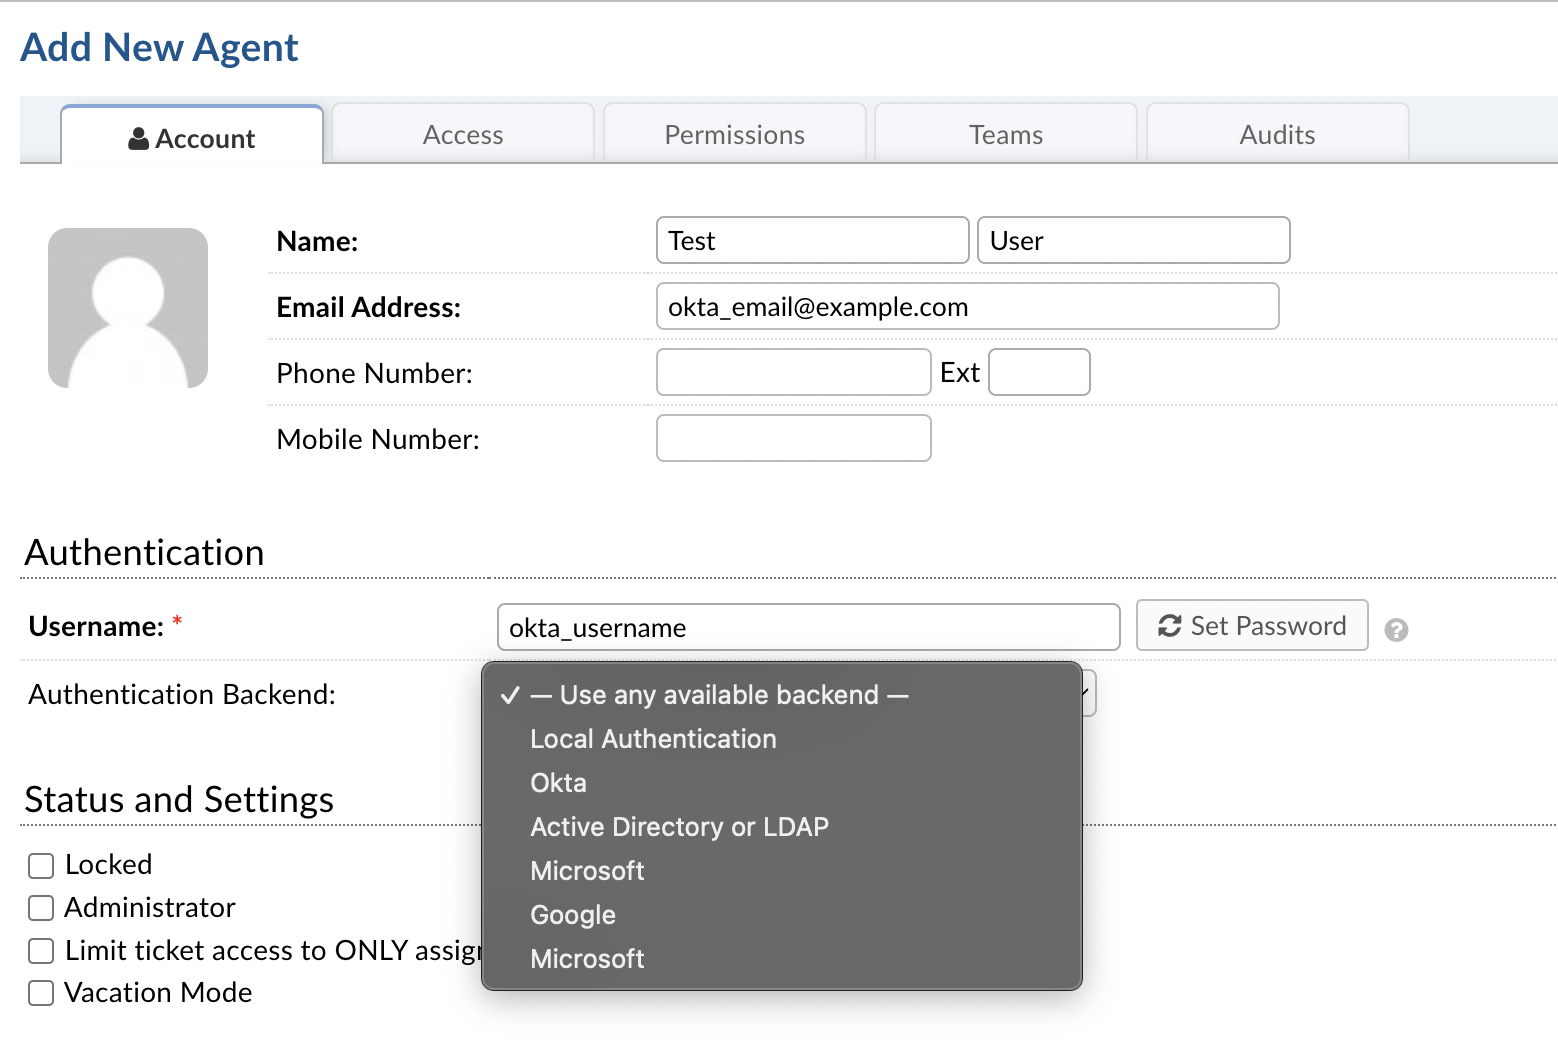 Add New Agent
Account Access Permissions Teams Audits
Name: Test User
Email Address: okta_email@example.com
Phone Number: Ext
Mobile Number:
Authentication
Username: * okta_username Set Password ?
Authentication Backend: ✓ — Use any available backend —
Local Authentication
Okta
Active Directory or LDAP
Microsoft
Google
Microsoft
Status and Settings
Locked
Administrator
Limit ticket access to ONLY
Vacation Mode